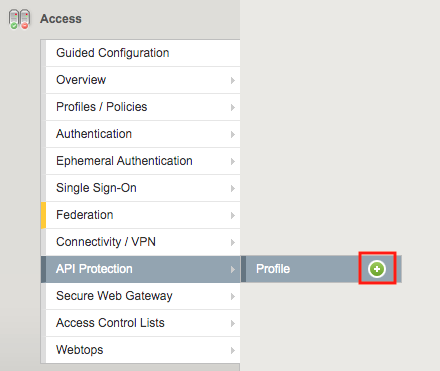 Access
Guided Configuration
Overview
Profiles / Policies
Authentication
Ephemeral Authentication
Single Sign-On
Federation
Connectivity / VPN
API Protection
Profile
Secure Web Gateway
Access Control Lists
Webtops